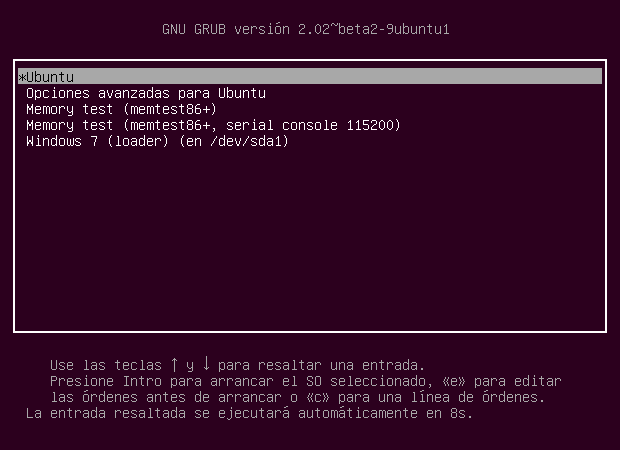 GNU GRUB versión 2.02~beta2-9ubuntu1
*Ubuntu
Opciones avanzadas para Ubuntu
Memory test (memtest86+)
Memory test (memtest86+, serial console 115200)
Windows 7 (loader) (en /dev/sda1)
Use las teclas ↑ y ↓ para resaltar una entrada.
Presione Intro para arrancar el SO seleccionado, «e» para editar
las órdenes antes de arrancar o «c» para una línea de órdenes.
La entrada resaltada se ejecutará automáticamente en 8s.